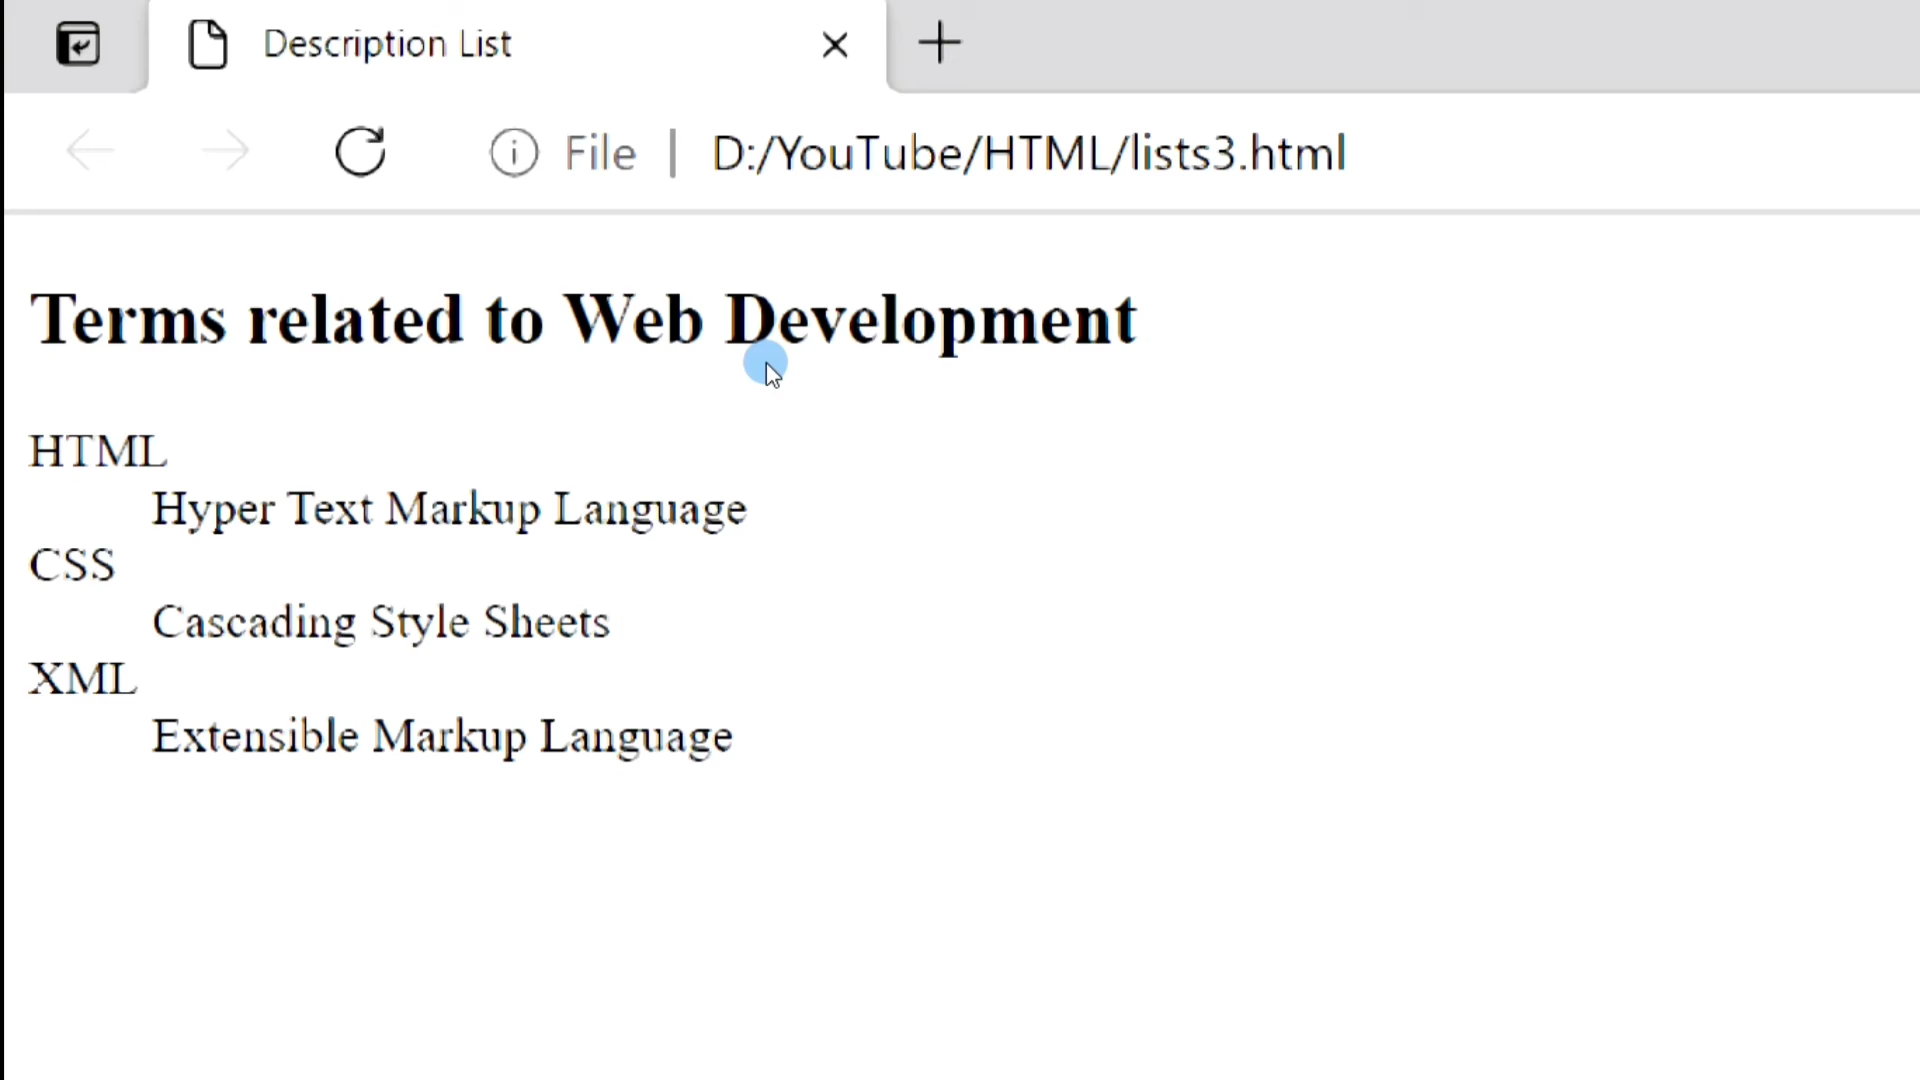 Description List
File | D:/YouTube/HTML/lists3.html
Terms related to Web Development
HTML
Hyper Text Markup Language
CSS
Cascading Style Sheets
XML
Extensible Markup Language